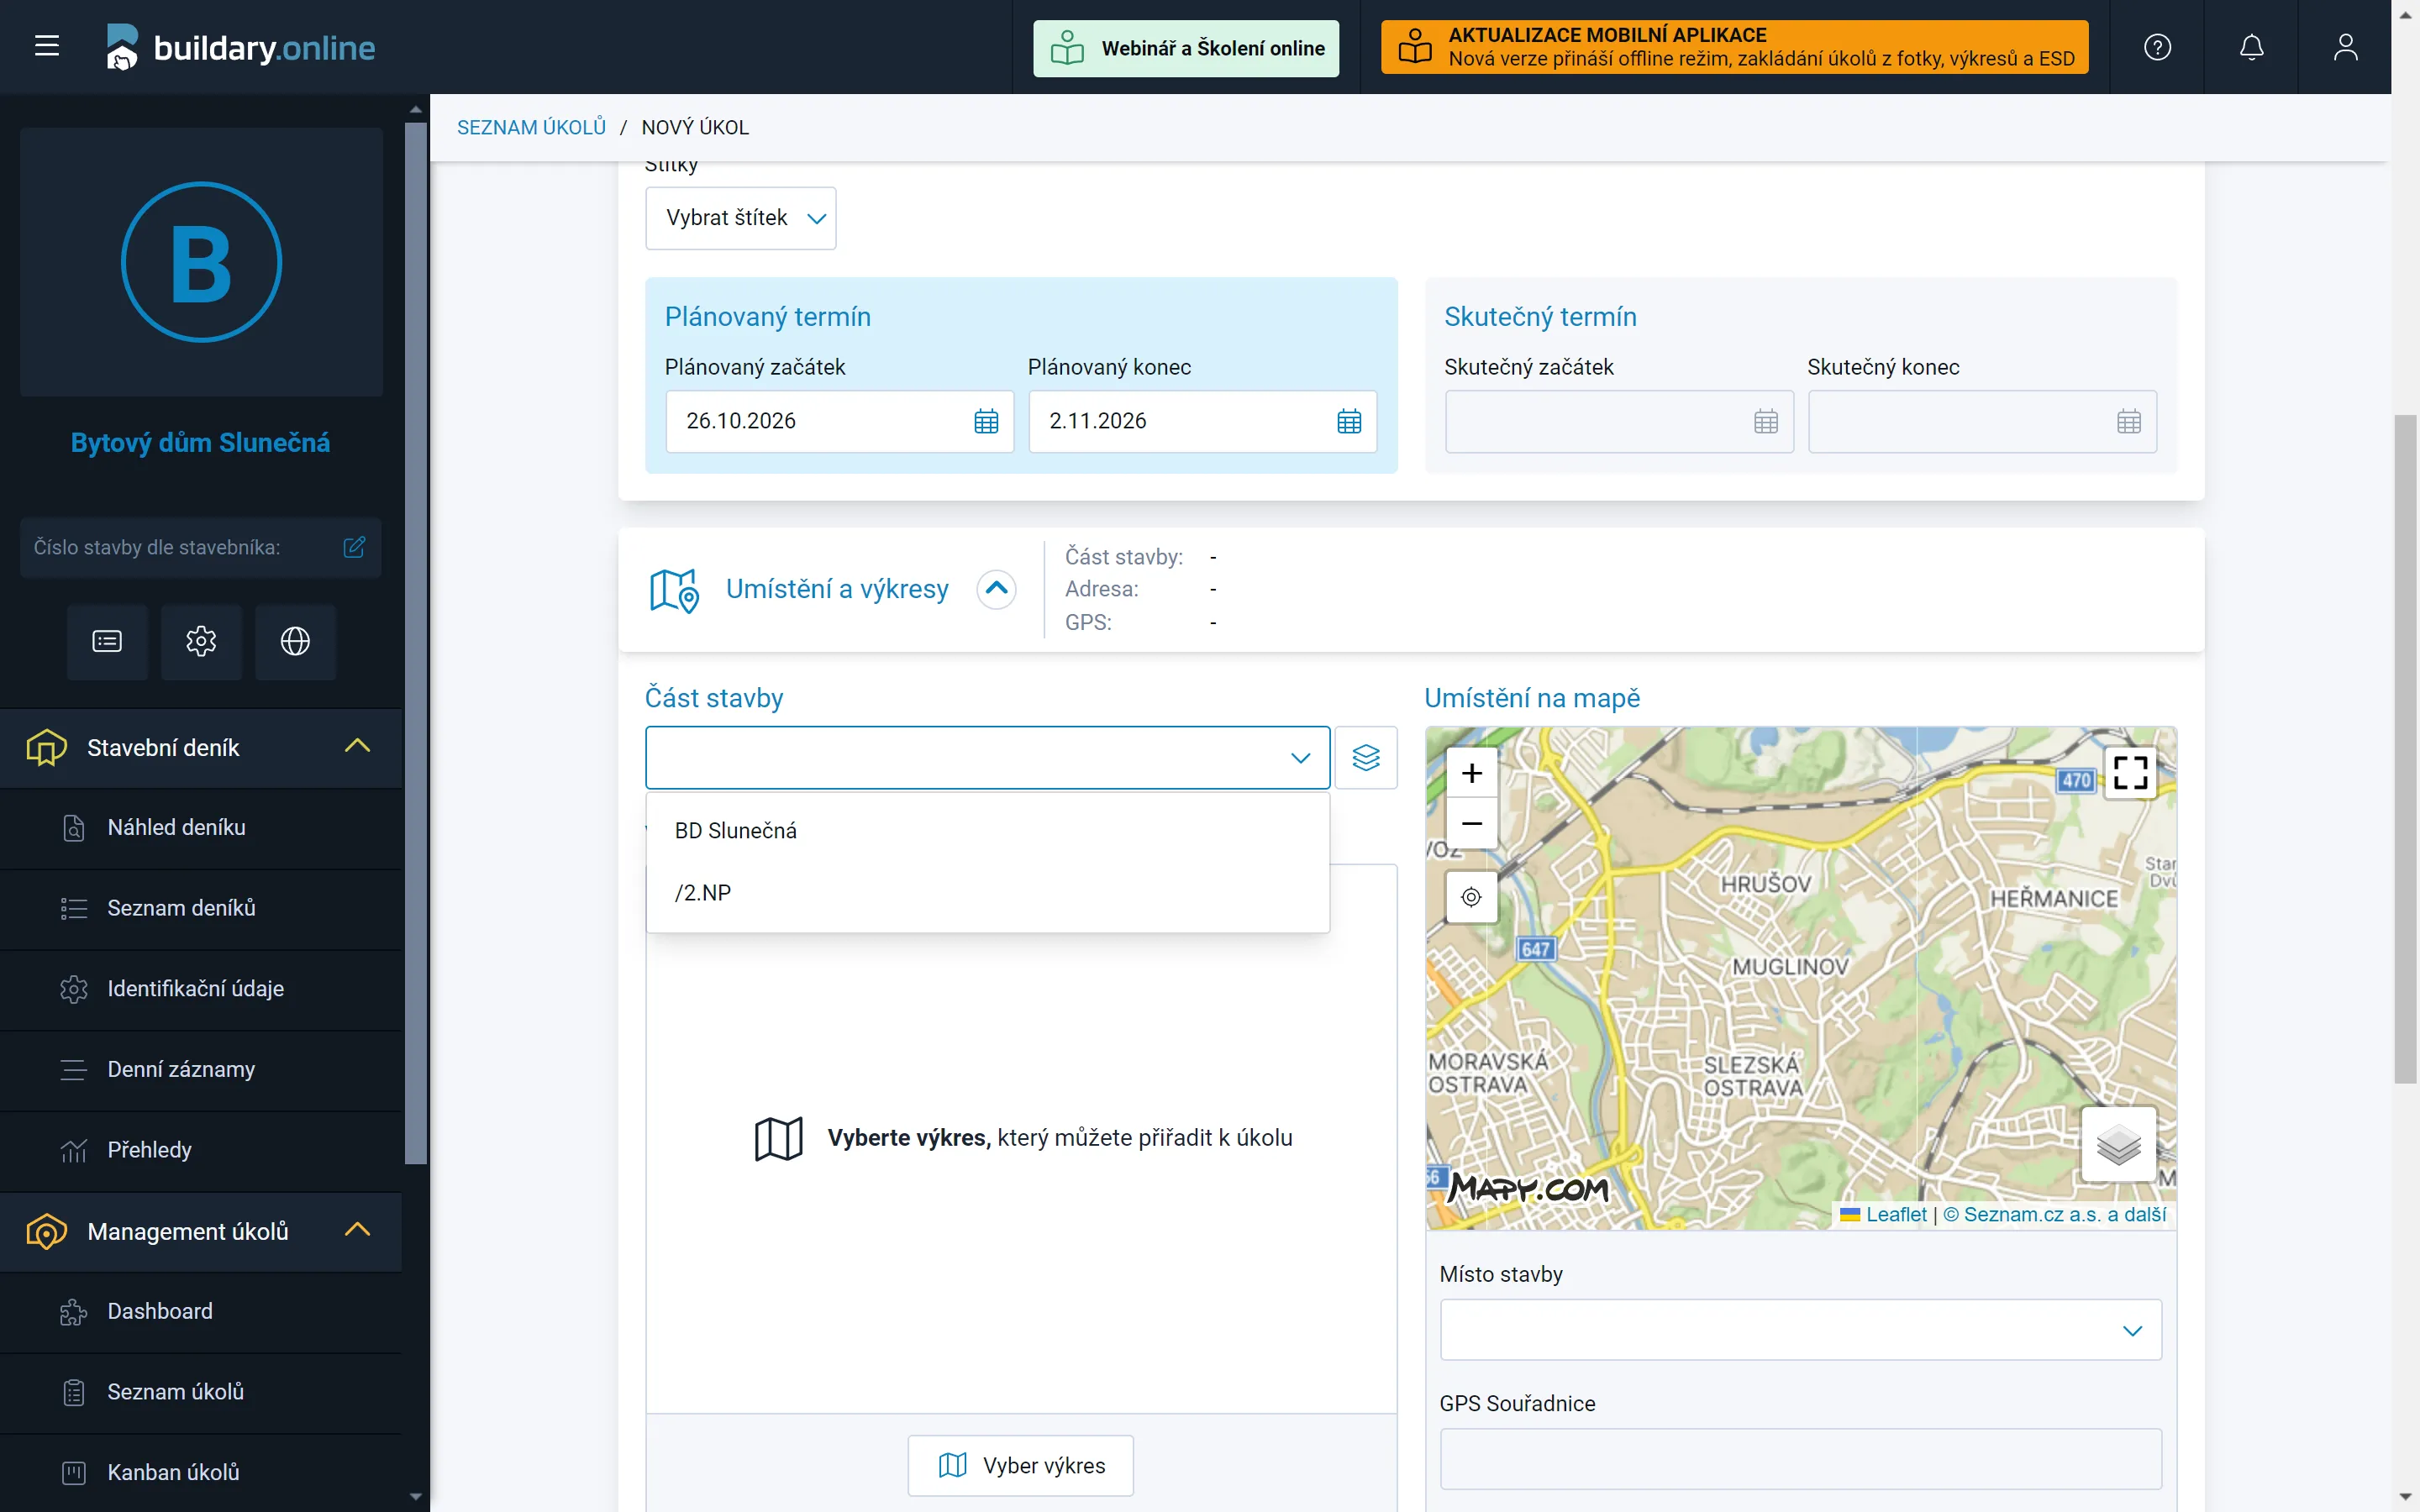 buildary.online
Webinář a Školení online
AKTUALIZACE MOBILNÍ APLIKACE
Nová verze přináší offline režim, zakládání úkolů z fotky, výkresů a ESD
SEZNAM ÚKOLŮ / NOVÝ ÚKOL
B
Bytový dům Slunečná
Číslo stavby dle stavebníka:
Stavební deník
Náhled deníku
Seznam deníků
Identifikační údaje
Denní záznamy
Přehledy
Management úkolů
Dashboard
Seznam úkolů
Kanban úkolů
Štítky
Vybrat štítek
Plánovaný termín
Plánovaný začátek
Plánovaný konec
26.10.2026
2.11.2026
Skutečný termín
Skutečný začátek
Skutečný konec
Umístění a výkresy
Část stavby: -
Adresa: -
GPS: -
Část stavby
BD Slunečná
/2.NP
Vyberte výkres, který můžete přiřadit k úkolu
Vyber výkres
Umístění na mapě
+
−
470
HRUŠOV
HEŘMANICE
647
MUGLINOV
MORAVSKÁ
OSTRAVA
SLEZSKÁ
OSTRAVA
Mapy.com
Leaflet | © Seznam.cz a.s. a další
Místo stavby
GPS Souřadnice